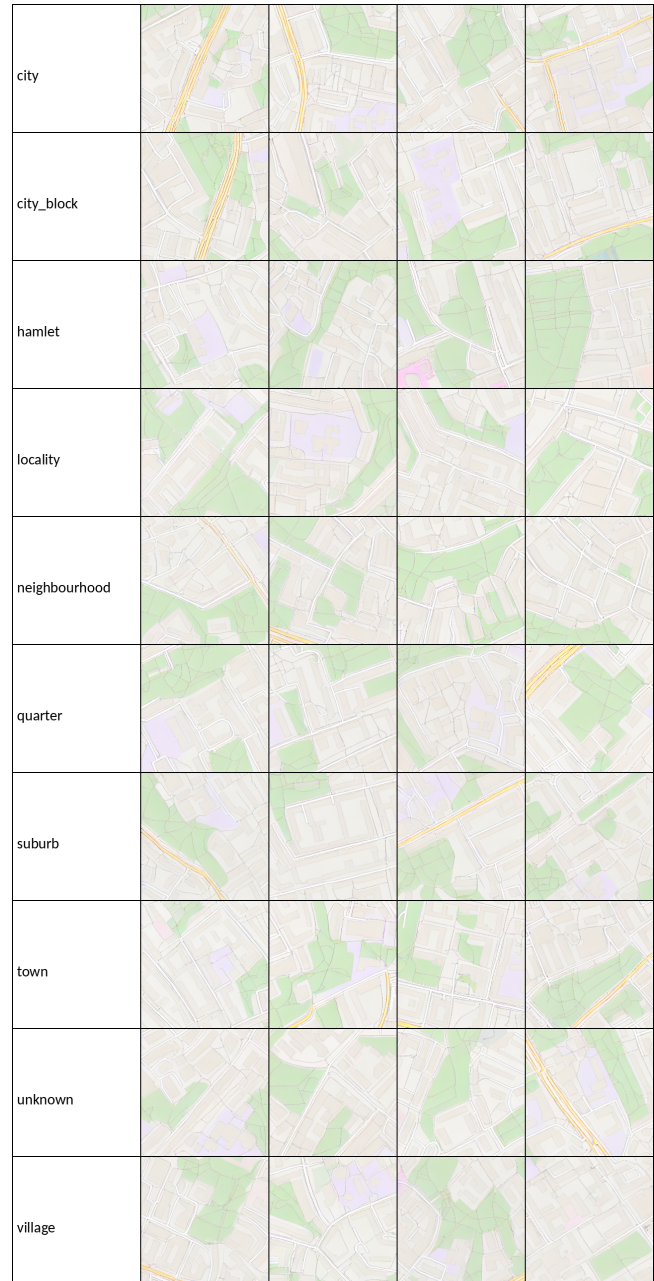 city
city_block
hamlet
locality
neighbourhood
quarter
suburb
town
unknown
village